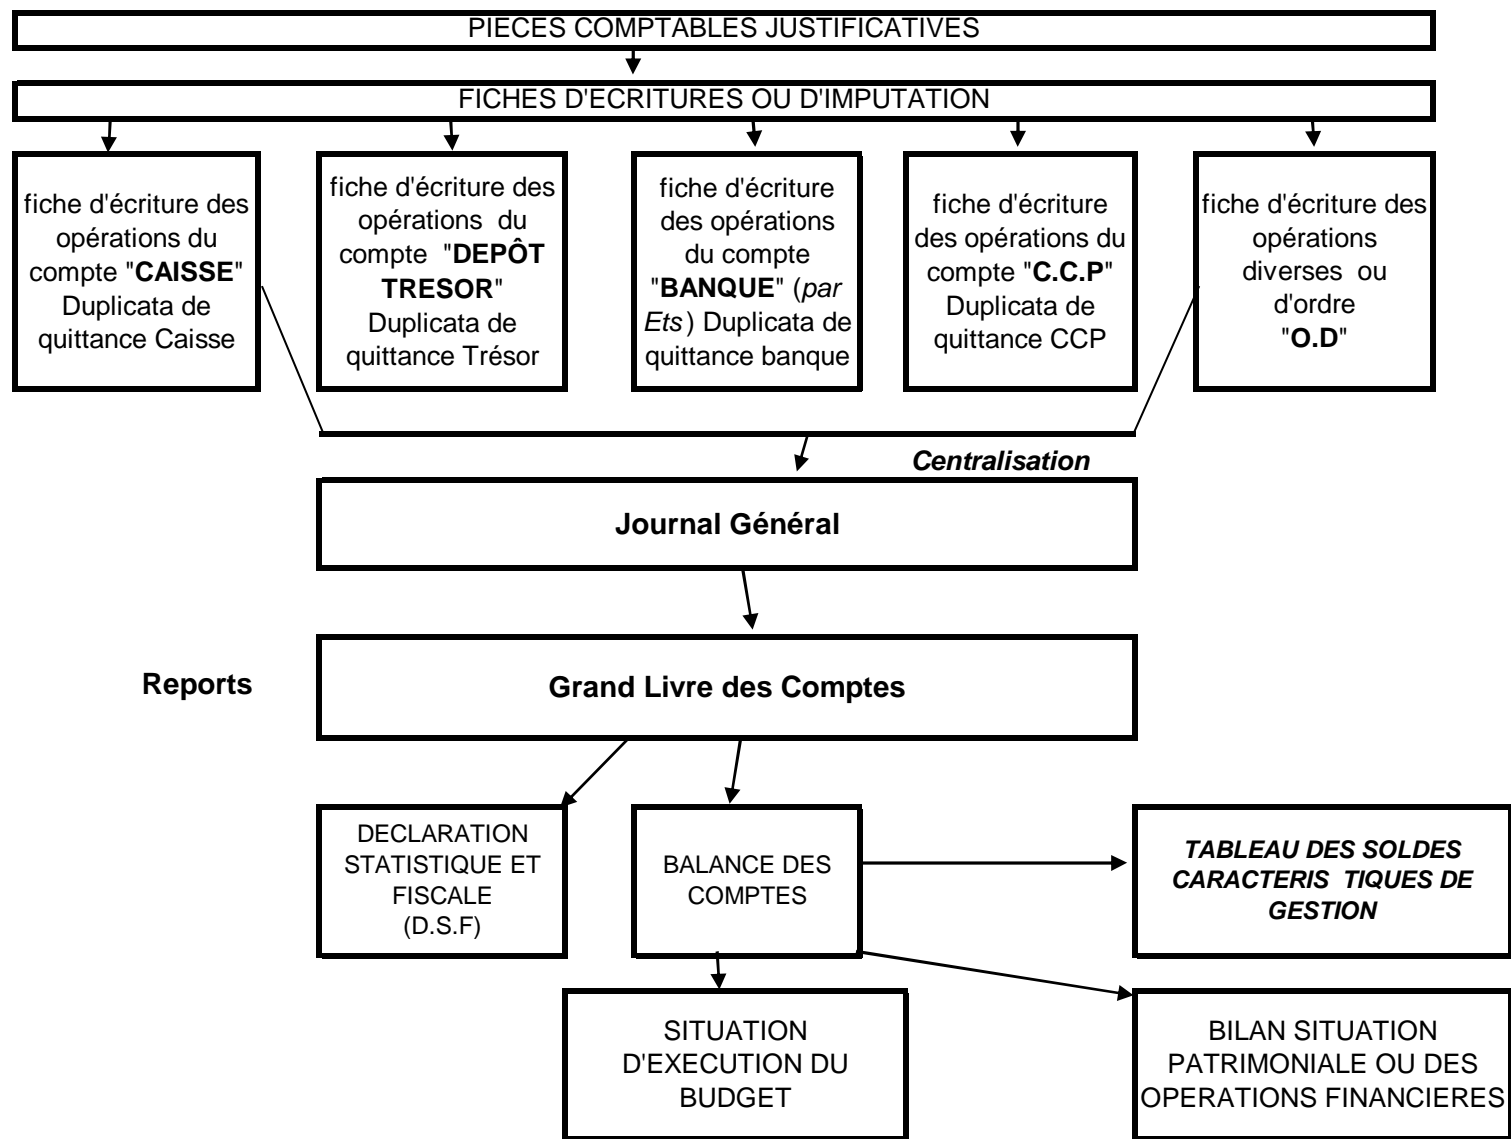 PIECES COMPTABLES JUSTIFICATIVES
FICHES D'ECRITURES OU D'IMPUTATION
fiche d'écriture des
opérations du
compte "CAISSE"
Duplicata de
quittance Caisse
fiche d'écriture des
opérations du
compte "DEPÔT
TRESOR"
Duplicata de
quittance Trésor
fiche d'écriture
des opérations
du compte
"BANQUE" (par
Ets) Duplicata de
quittance banque
fiche d'écriture
des opérations du
compte "C.C.P"
Duplicata de
quittance CCP
fiche d'écriture des
opérations
diverses ou
d'ordre
"O.D"
Centralisation
Journal Général
Reports
Grand Livre des Comptes
DECLARATION
STATISTIQUE ET
FISCALE
(D.S.F)
BALANCE DES
COMPTES
TABLEAU DES SOLDES
CARACTERIS TIQUES DE
GESTION
SITUATION
D'EXECUTION DU
BUDGET
BILAN SITUATION
PATRIMONIALE OU DES
OPERATIONS FINANCIERES